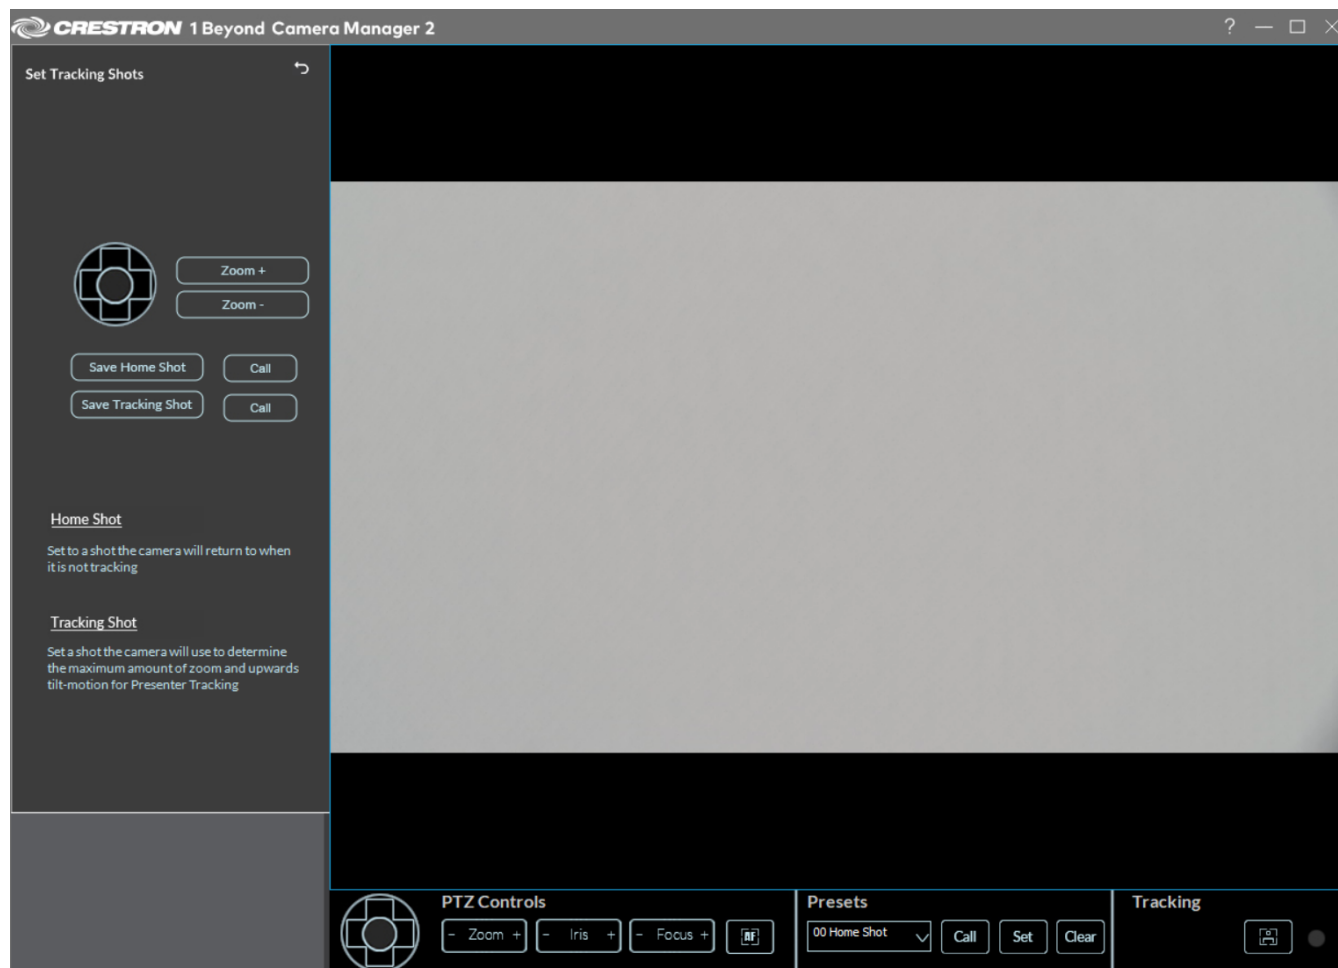 CRESTRON 1 Beyond Camera Manager 2
?
Set Tracking Shots
Zoom +
Zoom -
Save Home Shot
Call
Save Tracking Shot
Call
Home Shot
Set to a shot the camera will return to when
it is not tracking
Tracking Shot
Set a shot the camera will use to determine
the maximum amount of zoom and upwards
tilt-motion for Presenter Tracking
PTZ Controls
- Zoom +
- Iris +
- Focus +
AF
Presets
00 Home Shot
Call
Set
Clear
Tracking